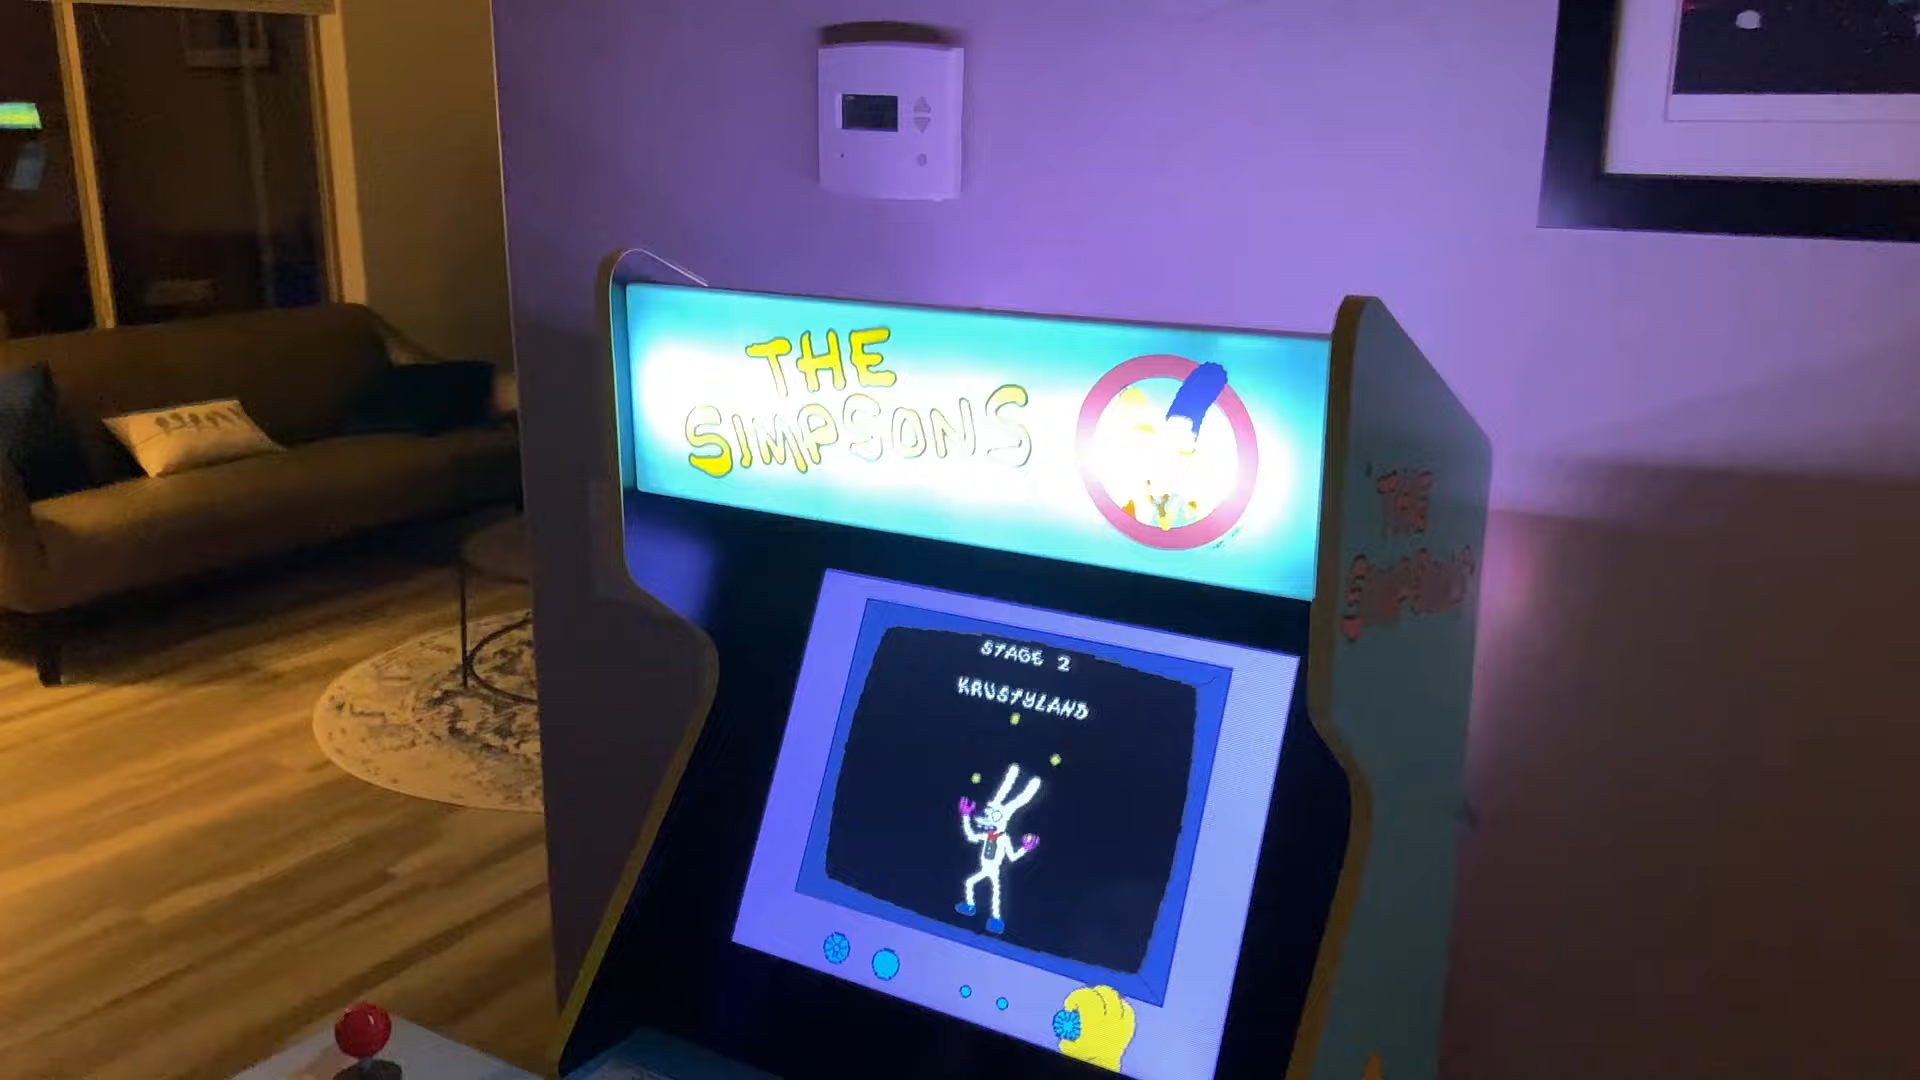 THE
SIMPSONS
THE
SIMPSONS
STAGE 2
KRUSTYLAND